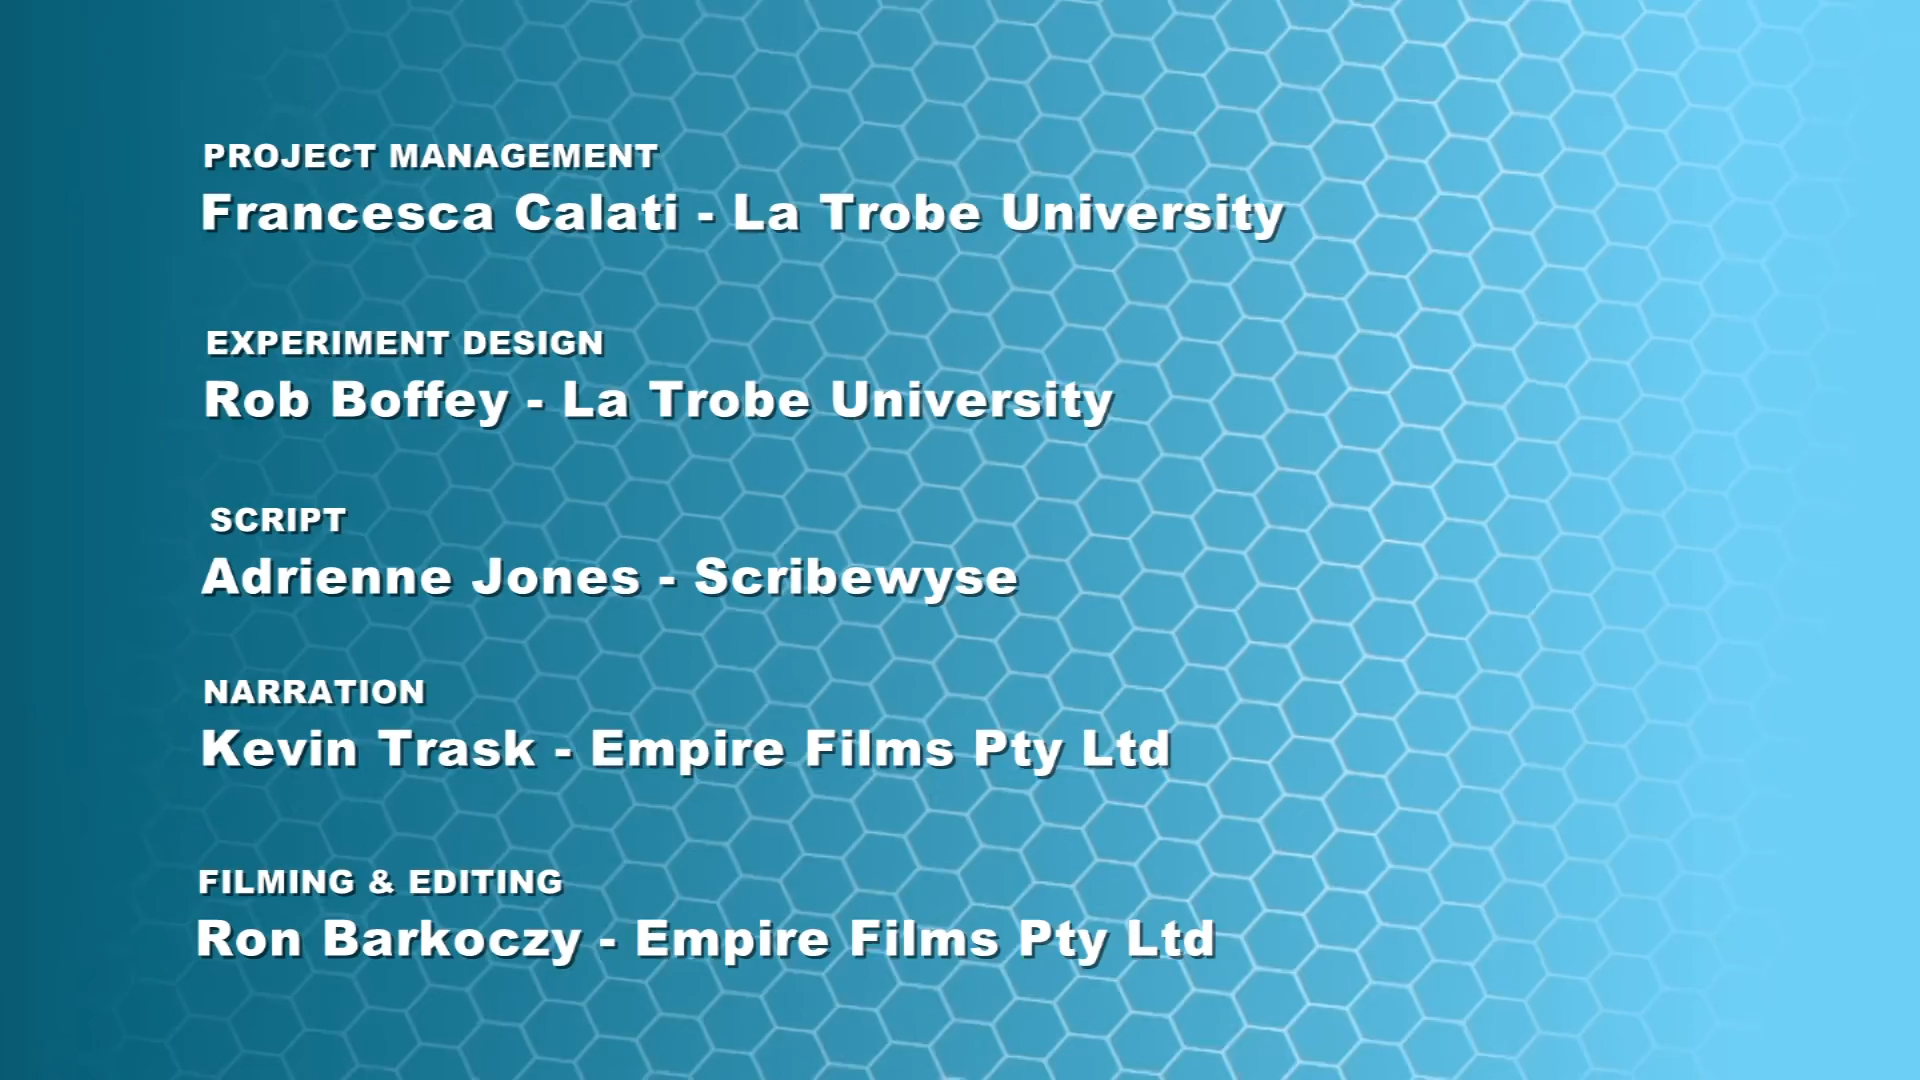 PROJECT MANAGEMENT
Francesca Calati - La Trobe University
EXPERIMENT DESIGN
Rob Boffey - La Trobe University
SCRIPT
Adrienne Jones - Scribewyse
NARRATION
Kevin Trask - Empire Films Pty Ltd
FILMING & EDITING
Ron Barkoczy - Empire Films Pty Ltd